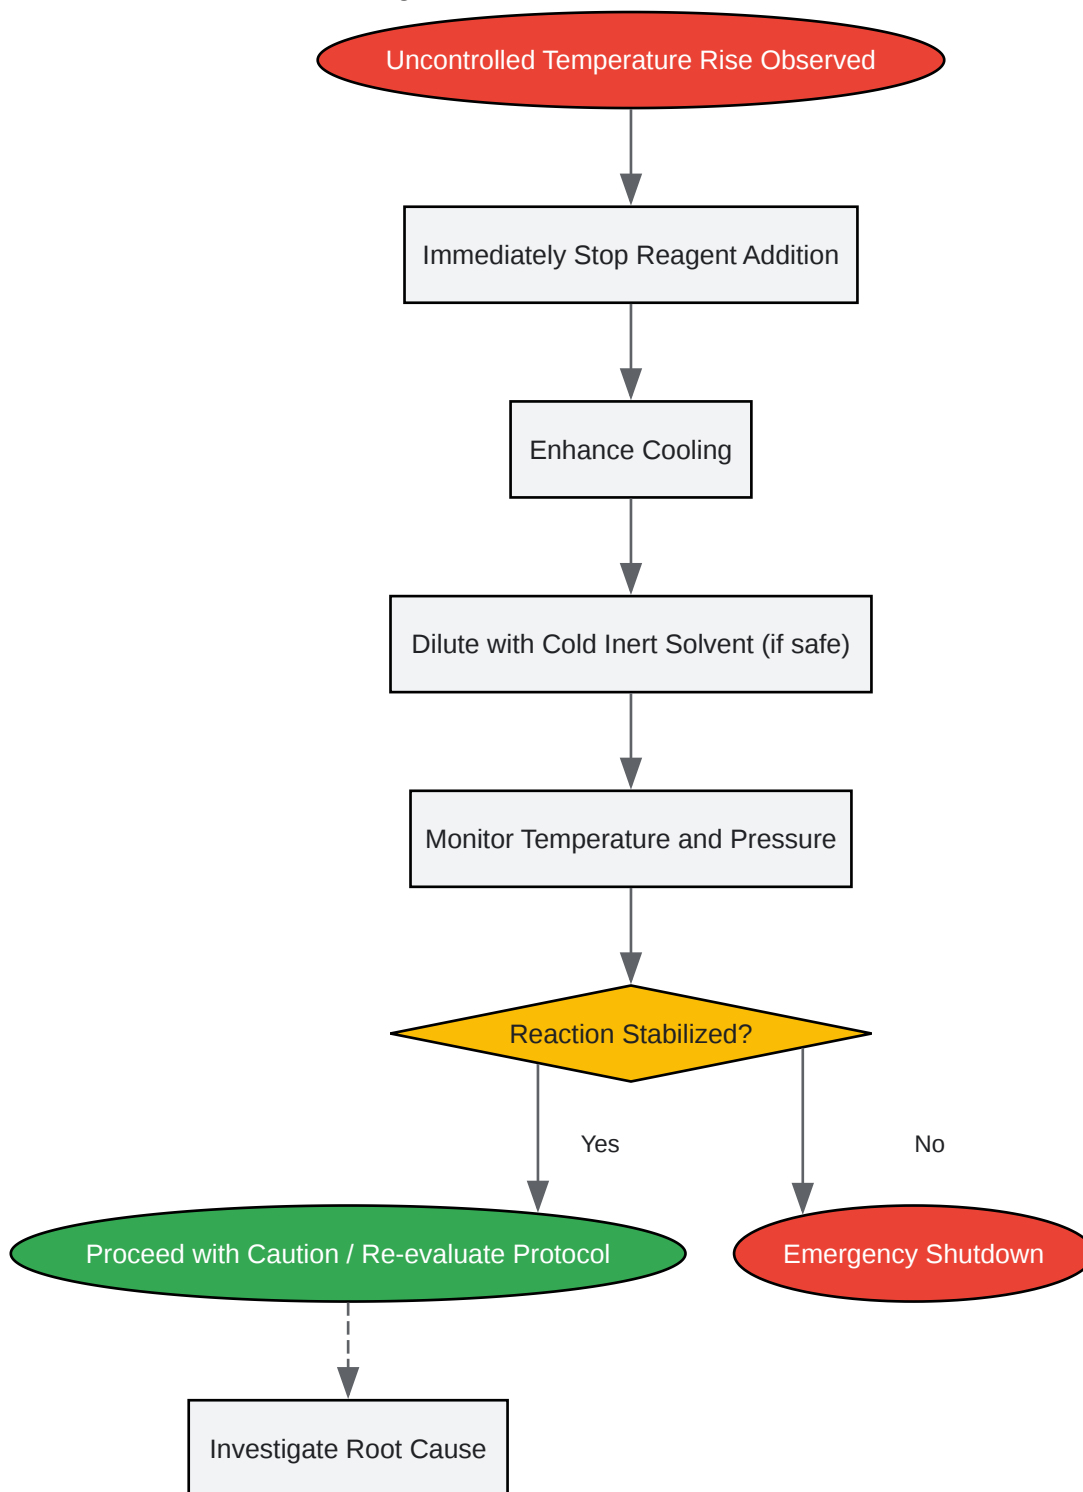 Uncontrolled Temperature Rise Observed
Immediately Stop Reagent Addition
Enhance Cooling
Dilute with Cold Inert Solvent (if safe)
Monitor Temperature and Pressure
Reaction Stabilized?
Yes
No
Proceed with Caution / Re-evaluate Protocol
Emergency Shutdown
Investigate Root Cause